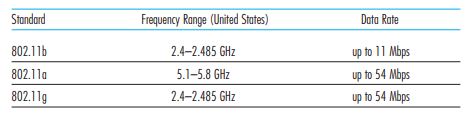 Standard Frequency Range (United States) Data Rate
802.11b 2.4–2.485 GHz up to 11 Mbps
802.11a 5.1–5.8 GHz up to 54 Mbps
802.11g 2.4–2.485 GHz up to 54 Mbps